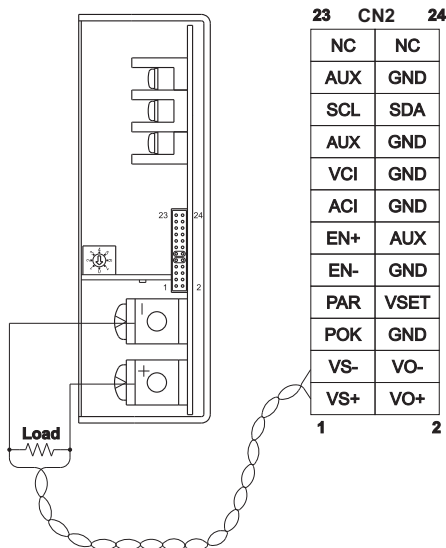 23 CN2 24
NC NC
AUX GND
SCL SDA
AUX GND
VCI GND
ACI GND
EN+ AUX
EN- GND
PAR VSET
POK GND
VS- VO-
VS+ VO+
1 2
23 24
1 2
-
+
Load